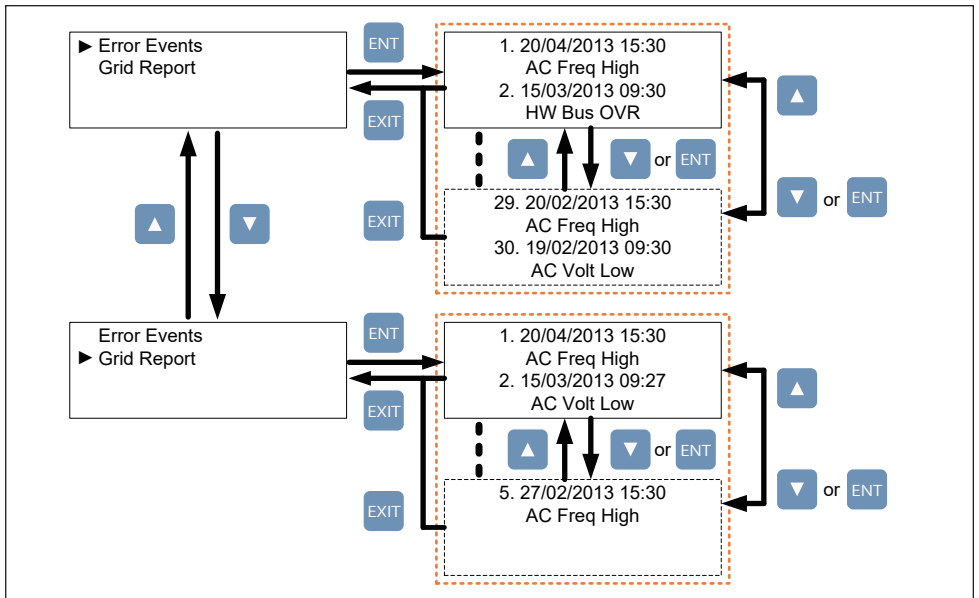 ► Error Events
Grid Report
ENT
EXIT
1. 20/04/2013 15:30
AC Freq High
2. 15/03/2013 09:30
HW Bus OVR
▲
▼ or ENT
▲
▼ or ENT
EXIT
29. 20/02/2013 15:30
AC Freq High
30. 19/02/2013 09:30
AC Volt Low
▲
▼
Error Events
► Grid Report
ENT
EXIT
1. 20/04/2013 15:30
AC Freq High
2. 15/03/2013 09:27
AC Volt Low
▲
▼ or ENT
▲
▼ or ENT
EXIT
5. 27/02/2013 15:30
AC Freq High